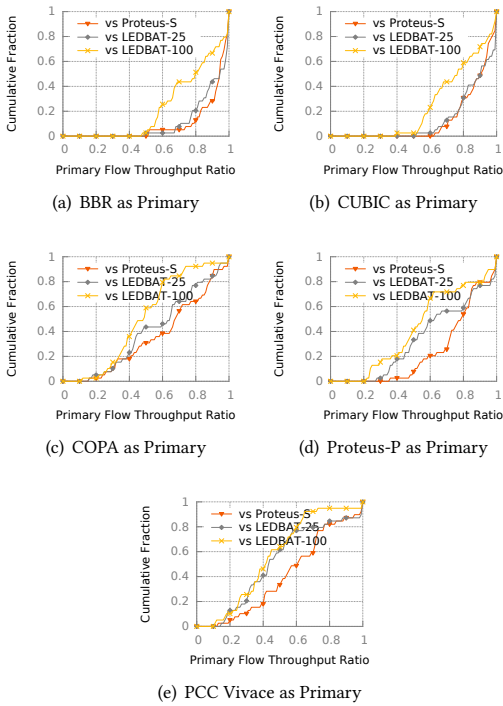 Cumulative Fraction
1
0.8
0.6
0.4
0.2
0
vs Proteus-S
vs LEDBAT-25
vs LEDBAT-100
0 0.2 0.4 0.6 0.8 1
Primary Flow Throughput Ratio
(a) BBR as Primary
Cumulative Fraction
1
0.8
0.6
0.4
0.2
0
vs Proteus-S
vs LEDBAT-25
vs LEDBAT-100
0 0.2 0.4 0.6 0.8 1
Primary Flow Throughput Ratio
(b) CUBIC as Primary
Cumulative Fraction
1
0.8
0.6
0.4
0.2
0
vs Proteus-S
vs LEDBAT-25
vs LEDBAT-100
0 0.2 0.4 0.6 0.8 1
Primary Flow Throughput Ratio
(c) COPA as Primary
Cumulative Fraction
1
0.8
0.6
0.4
0.2
0
vs Proteus-S
vs LEDBAT-25
vs LEDBAT-100
0 0.2 0.4 0.6 0.8 1
Primary Flow Throughput Ratio
(d) Proteus-P as Primary
Cumulative Fraction
1
0.8
0.6
0.4
0.2
0
vs Proteus-S
vs LEDBAT-25
vs LEDBAT-100
0 0.2 0.4 0.6 0.8 1
Primary Flow Throughput Ratio
(e) PCC Vivace as Primary